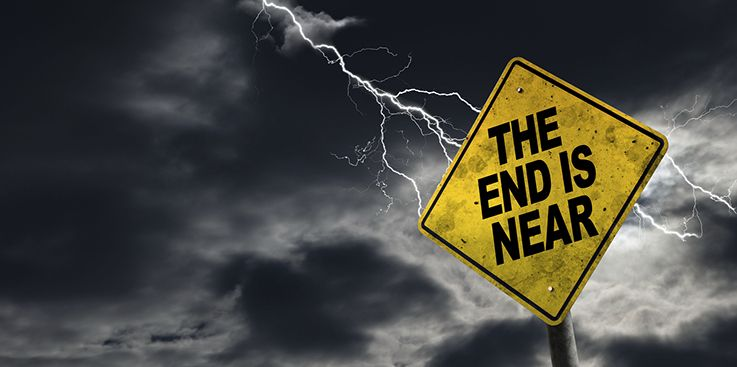 THE
END IS
NEAR